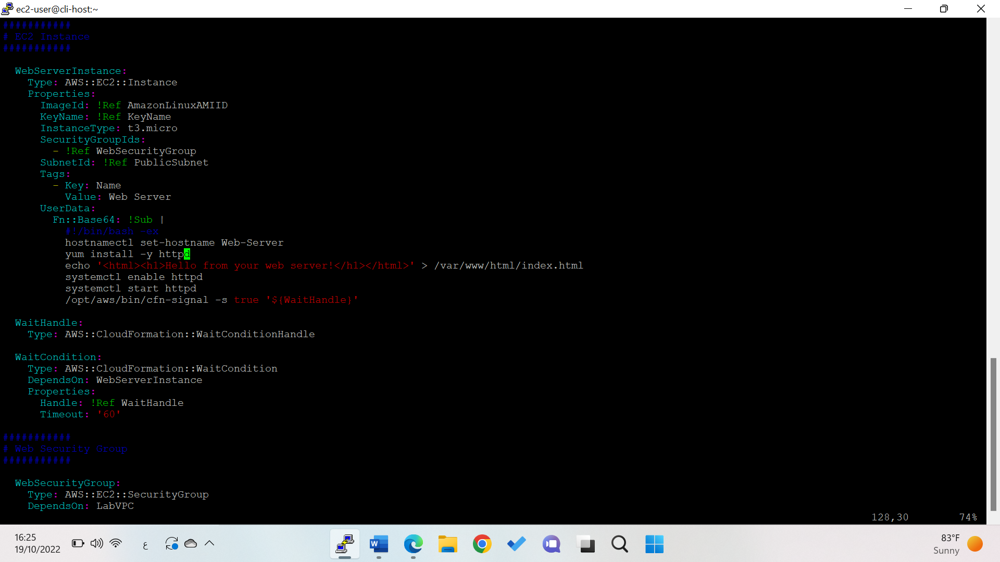 ec2-user@cli-host:~
###########
# EC2 Instance
###########
WebServerInstance:
Type: AWS::EC2::Instance
Properties:
ImageId: !Ref AmazonLinuxAMIID
KeyName: !Ref KeyName
InstanceType: t3.micro
SecurityGroupIds:
- !Ref WebSecurityGroup
SubnetId: !Ref PublicSubnet
Tags:
- Key: Name
Value: Web Server
UserData:
Fn::Base64: !Sub |
#!/bin/bash -ex
hostnamectl set-hostname Web-Server
yum install -y httpd
echo '<html><h1>Hello from your web server!</h1></html>' > /var/www/html/index.html
systemctl enable httpd
systemctl start httpd
/opt/aws/bin/cfn-signal -s true '${WaitHandle}'
WaitHandle:
Type: AWS::CloudFormation::WaitConditionHandle
WaitCondition:
Type: AWS::CloudFormation::WaitCondition
DependsOn: WebServerInstance
Properties:
Handle: !Ref WaitHandle
Timeout: '60'
###########
# Web Security Group
###########
WebSecurityGroup:
Type: AWS::EC2::SecurityGroup
DependsOn: LabVPC
128,30 74%
16:25
19/10/2022
ع
W
83°F
Sunny